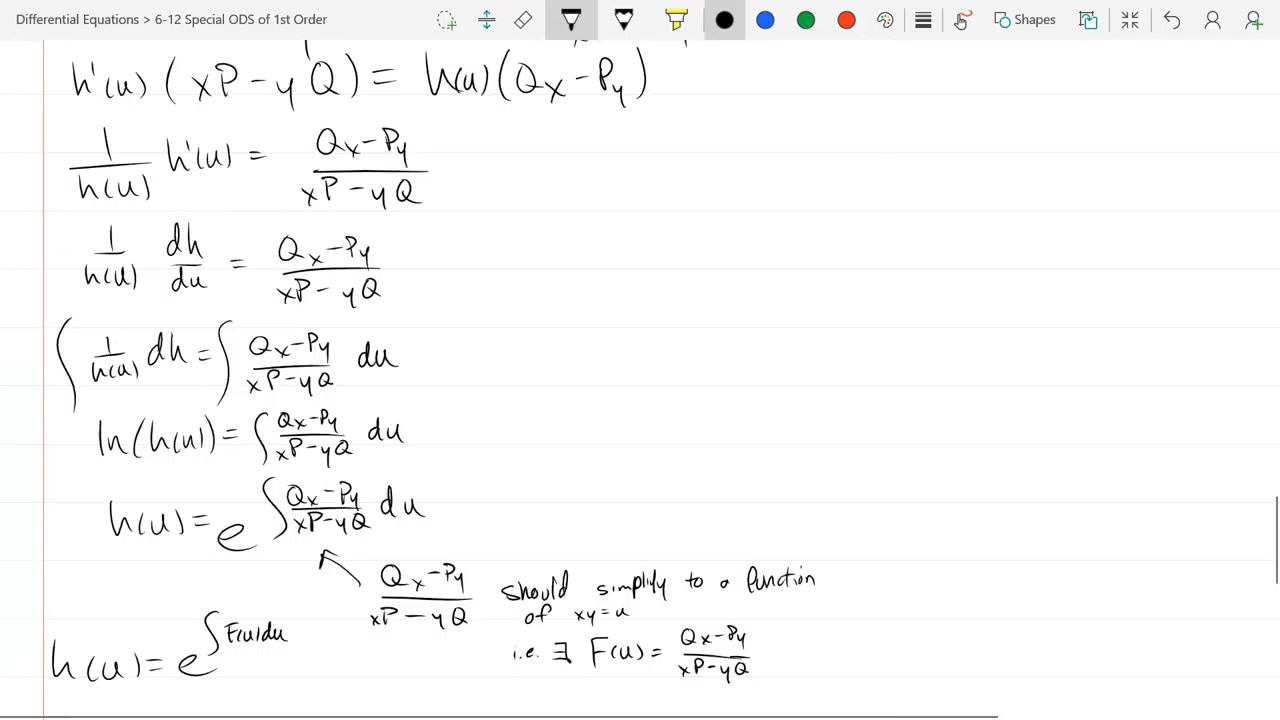 Differential Equations > 6-12 Special ODS of 1st Order
Shapes
h'(u) (xP - yQ) = h(u)(Qx - Py)
1/h(u) h'(u) = (Qx - Py)/(xP - yQ)
1/h(u) dh/du = (Qx - Py)/(xP - yQ)
∫ 1/h(u) dh = ∫ (Qx - Py)/(xP - yQ) du
ln(h(u)) = ∫ (Qx - Py)/(xP - yQ) du
h(u) = e^∫ (Qx - Py)/(xP - yQ) du
(Qx - Py)/(xP - yQ) should simplify to a function
of xy = u
i.e. ∃ F(u) = (Qx - Py)/(xP - yQ)
h(u) = e^∫ F(u)du